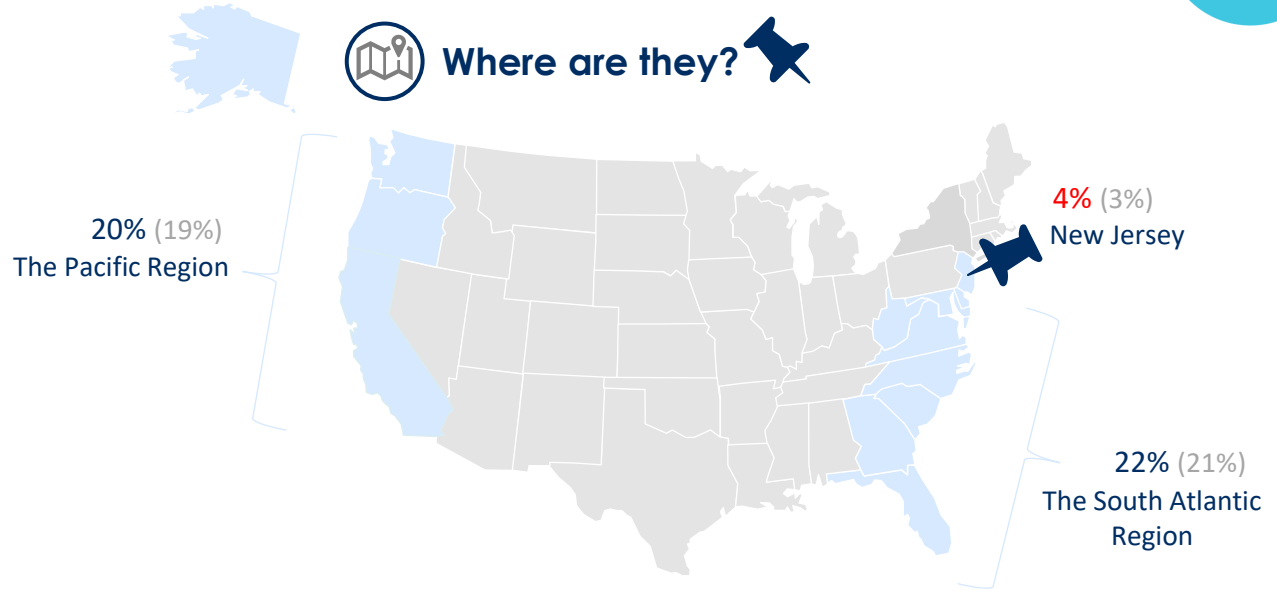 Where are they?
4% (3%)
New Jersey
20% (19%)
The Pacific Region
22% (21%)
The South Atlantic
Region